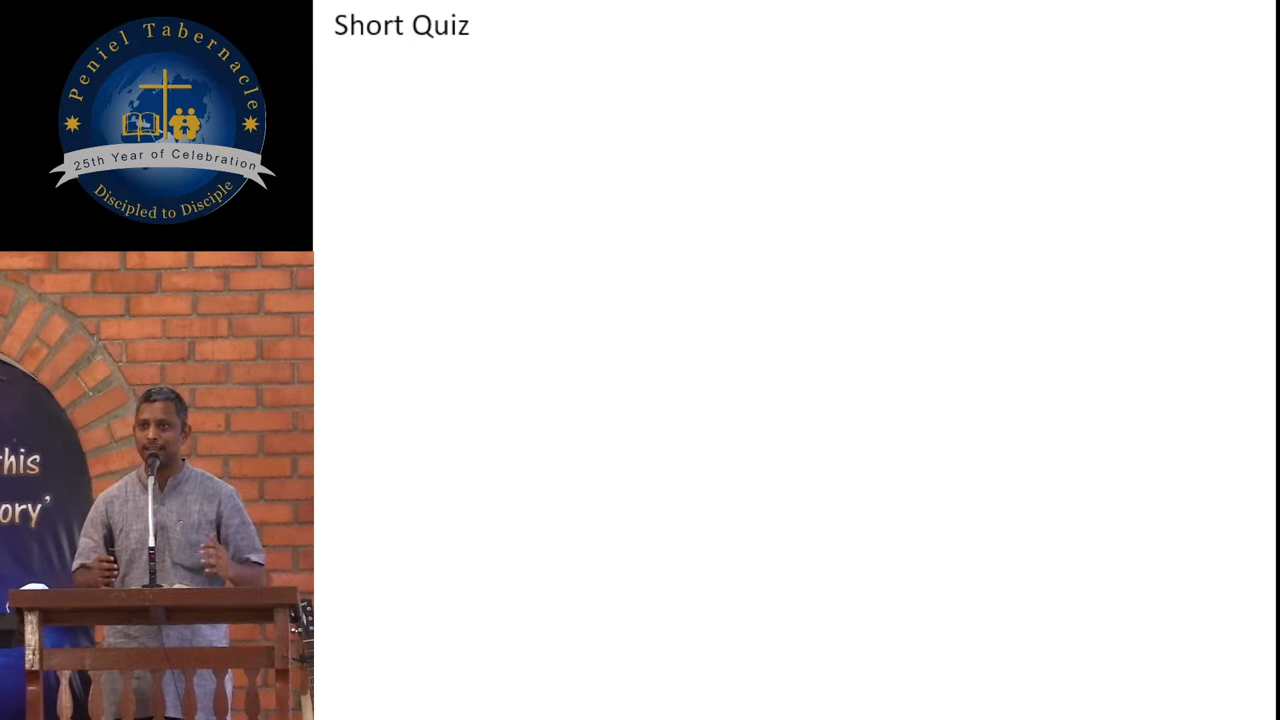 Peniel Tabernacle
25th Year of Celebration
Discipled to Disciple
Short Quiz
this
ory'